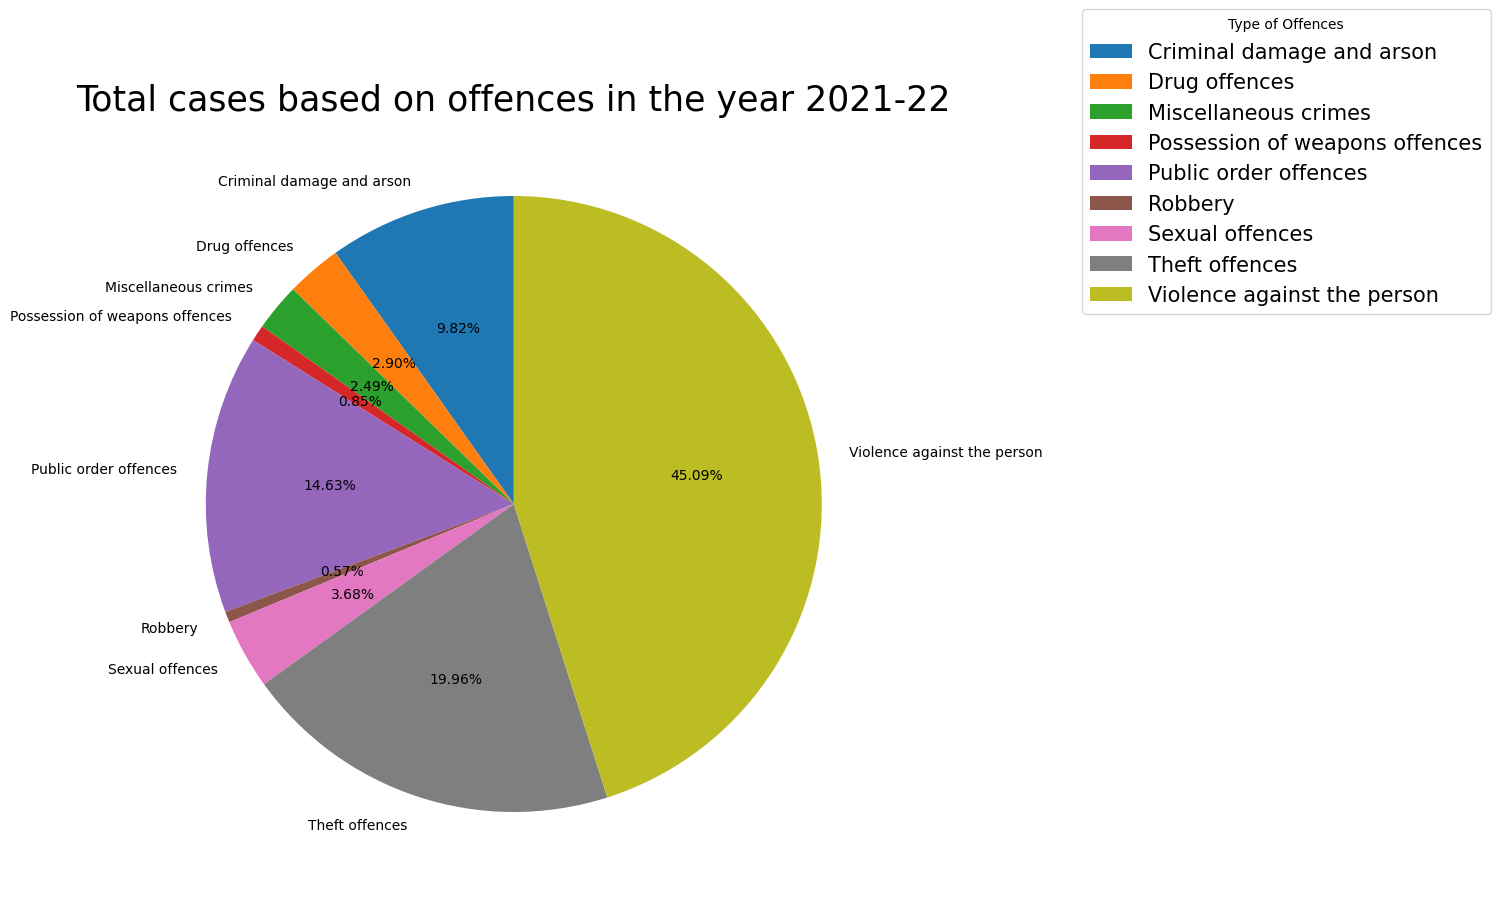 Type of Offences
Criminal damage and arson
Drug offences
Miscellaneous crimes
Possession of weapons offences
Public order offences
Robbery
Sexual offences
Theft offences
Violence against the person
Total cases based on offences in the year 2021-22
Criminal damage and arson
Drug offences
Miscellaneous crimes
Possession of weapons offences
Public order offences
Robbery
Sexual offences
Theft offences
Violence against the person
9.82%
2.90%
2.49%
0.85%
14.63%
0.57%
3.68%
19.96%
45.09%